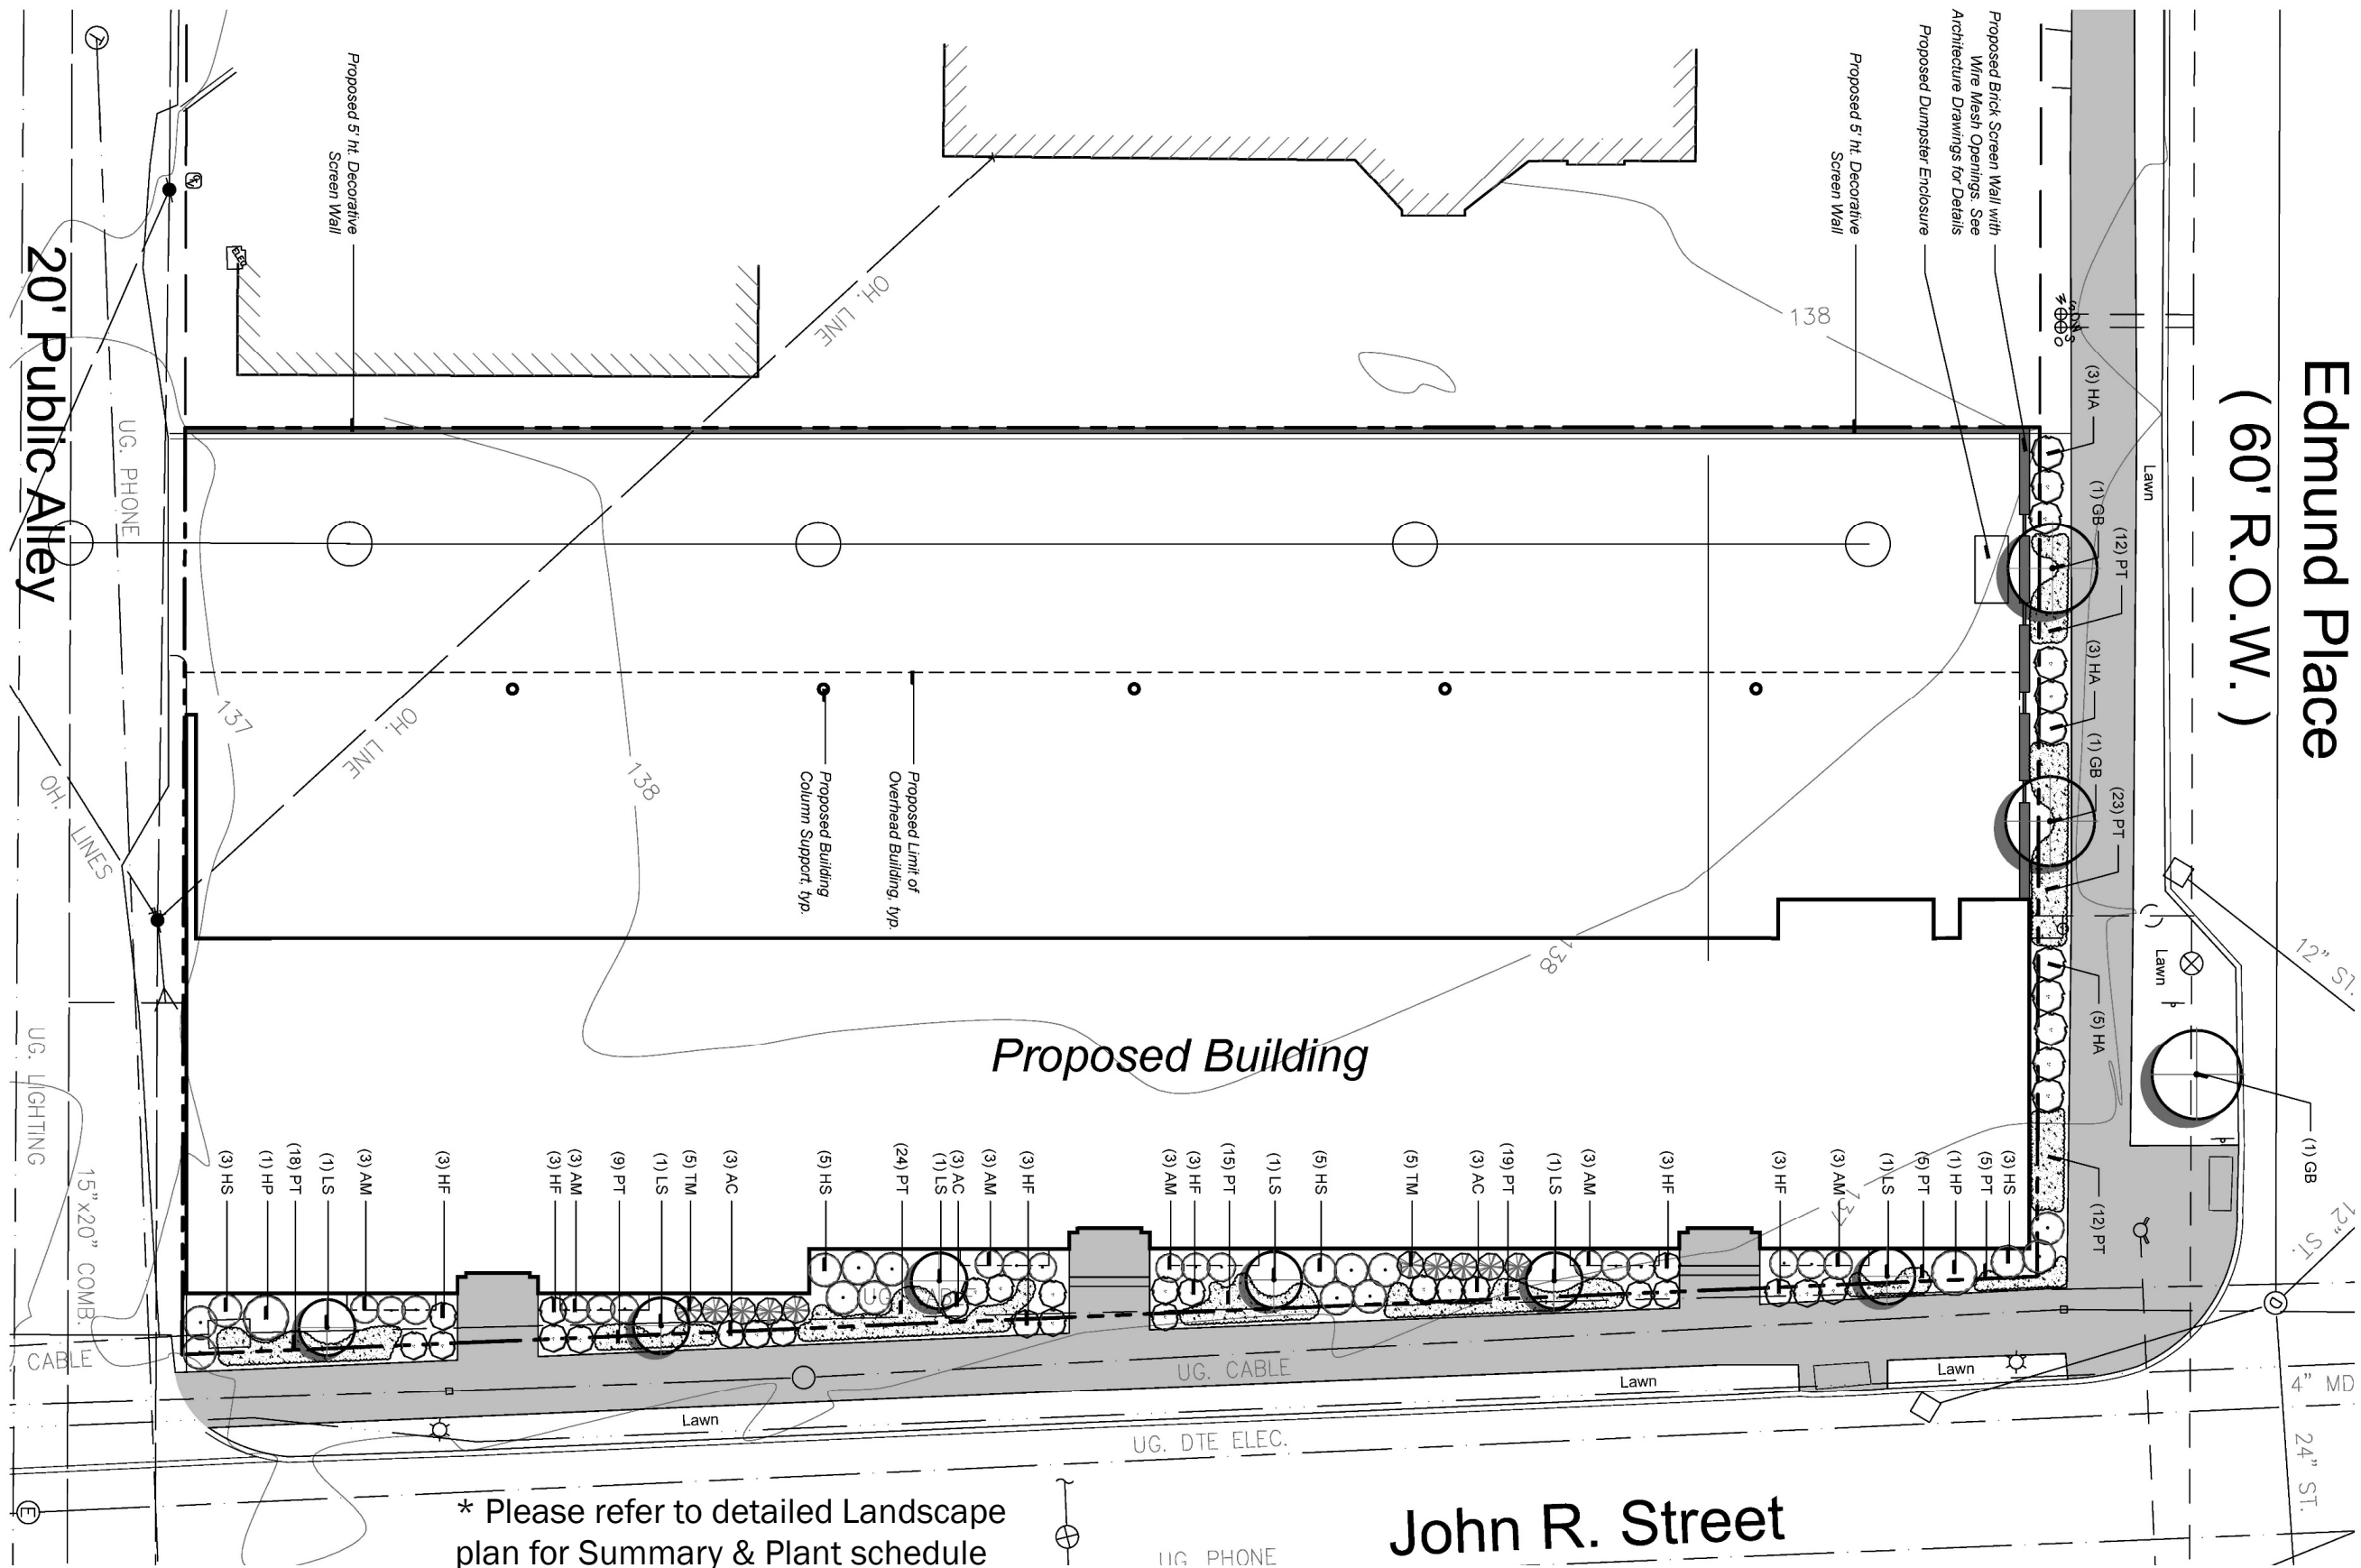 Proposed 5' ht. Decorative
Screen Wall
Proposed 5' ht. Decorative
Screen Wall
Proposed Dumpster Enclosure
Proposed Brick Screen Wall with
Wire Mesh Openings. See
Architecture Drawings for Details
20' Public Alley
UG. PHONE
OH. LINE
138
Edmund Place
( 60' R.O.W. )
(3) HA
Lawn
(1) GB
(12) PT
(3) HA
(1) GB
(23) PT
137
OH. LINE
138
Proposed Building
Column Support, typ.
Proposed Limit of
Overhead Building, typ.
OH. LINES
138
Lawn
12" ST.
(5) HA
Proposed Building
UG. LIGHTING
15"x20" COMB.
(1) GB
12"
ST.
(12) PT
(3) HS
(1) HP
(18) PT
(1) LS
(3) AM
(3) HF
(3) HF
(3) AM
(9) PT
(1) LS
(5) TM
(3) AC
(5) HS
(24) PT
(1) LS
(3) AC
(3) AM
(3) HF
(3) AM
(3) HF
(15) PT
(1) LS
(5) HS
(5) TM
(3) AC
(19) PT
(1) LS
(3) AM
(3) HF
(3) HF
(3) AM
137
(1) LS
(5) PT
(1) HP
(5) PT
(3) HS
D
CABLE
UG. CABLE
Lawn
Lawn
Lawn
4" MD
24" ST.
UG. DTE ELEC.
E
* Please refer to detailed Landscape
plan for Summary & Plant schedule
John R. Street
UG. PHONE